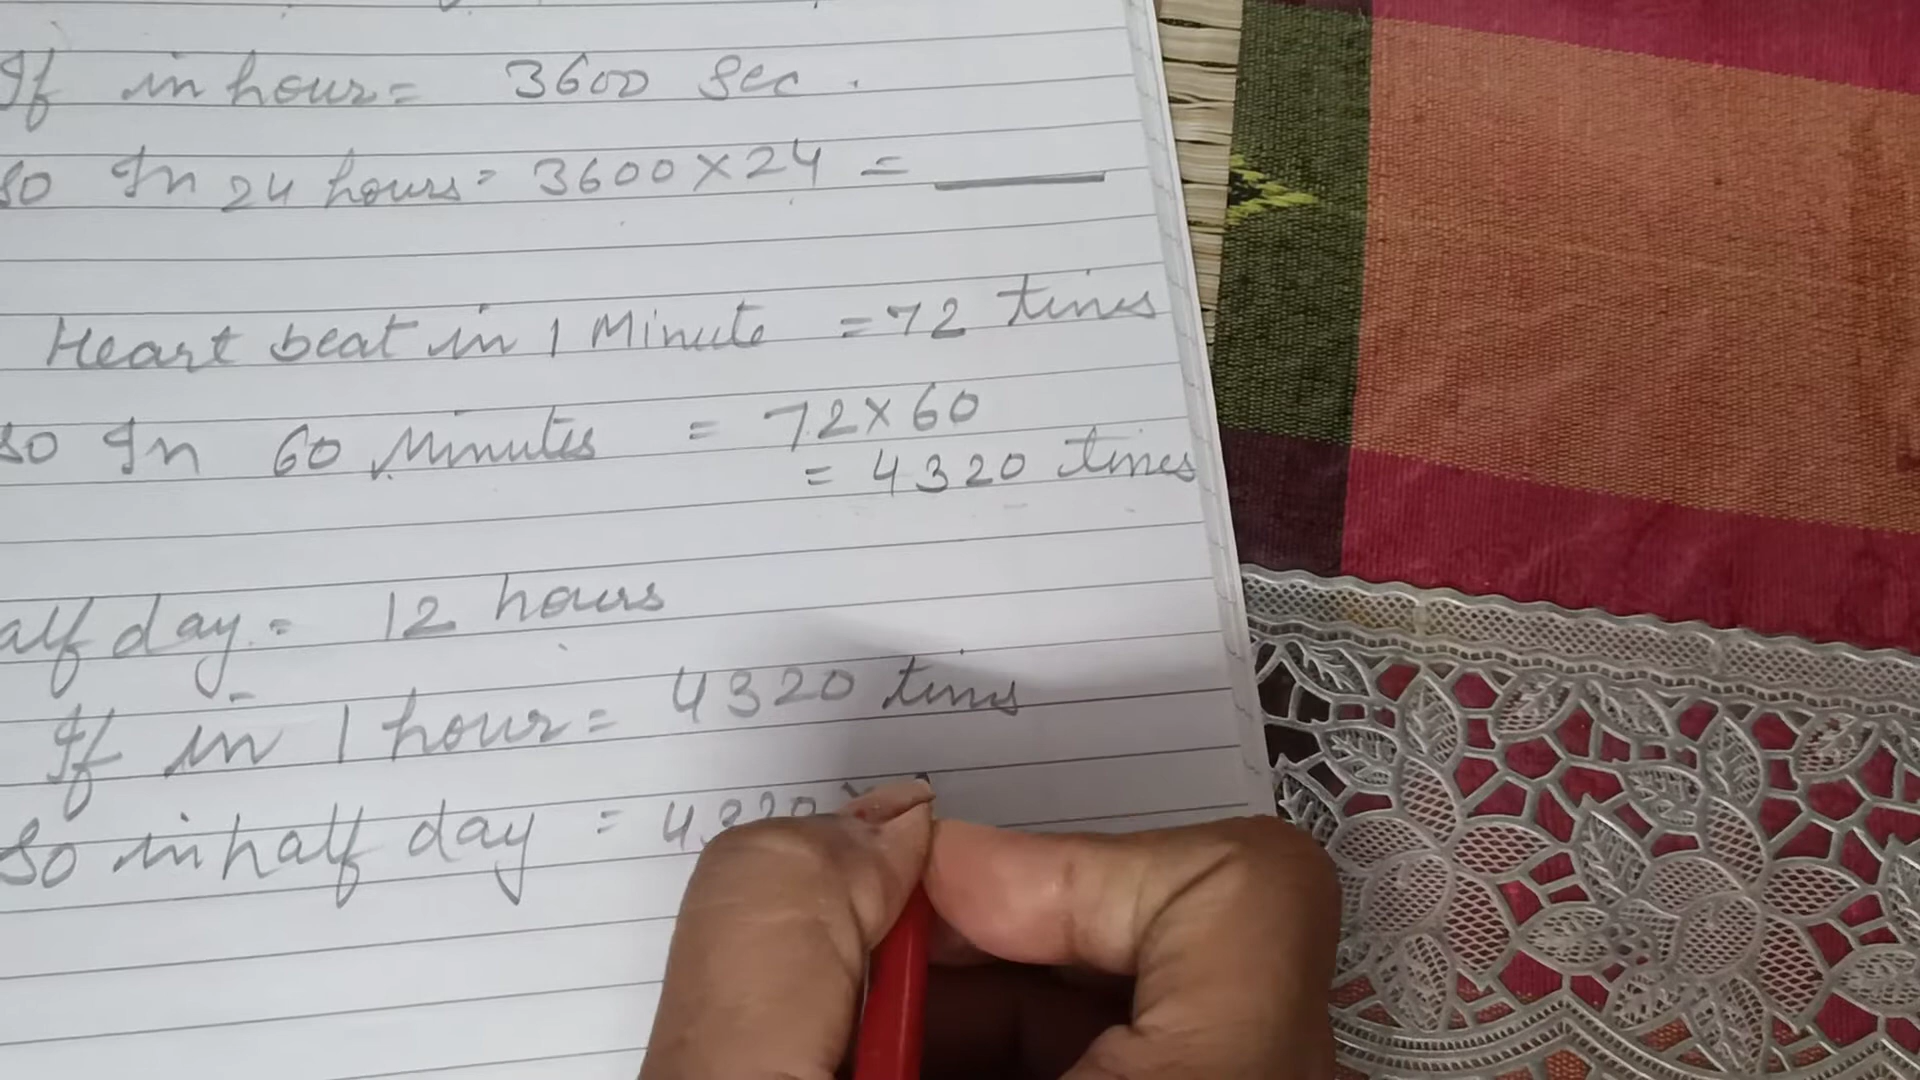 If in hour = 3600 Sec.
so In 24 hours = 3600 × 24 =
Heart beat in 1 Minute = 72 times
so In 60 Minutes = 72 × 60
= 4320 times
alf day = 12 hours
If in 1 hour = 4320 times
So in half day = 4320 ×